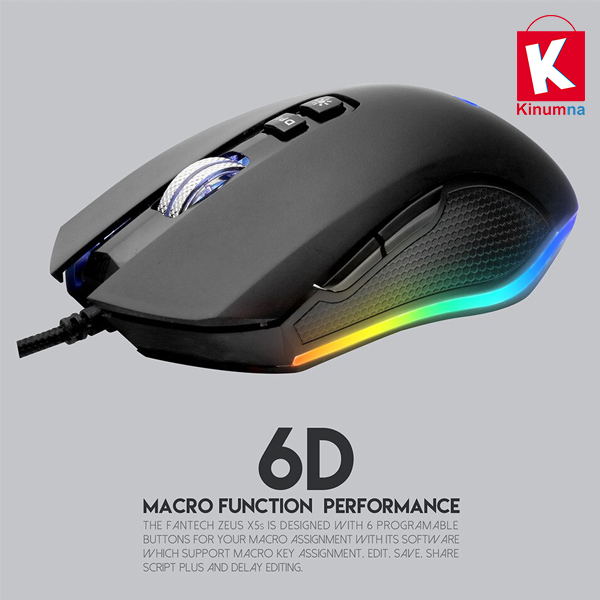 K
Kinumna
6D
MACRO FUNCTION PERFORMANCE
THE FANTECH ZEUS X5s IS DESIGNED WITH 6 PROGRAMABLE
BUTTONS FOR YOUR MACRO ASSIGNMENT WITH ITS SOFTWARE
WHICH SUPPORT MACRO KEY ASSIGNMENT, EDIT, SAVE, SHARE
SCRIPT PLUS AND DELAY EDITING.